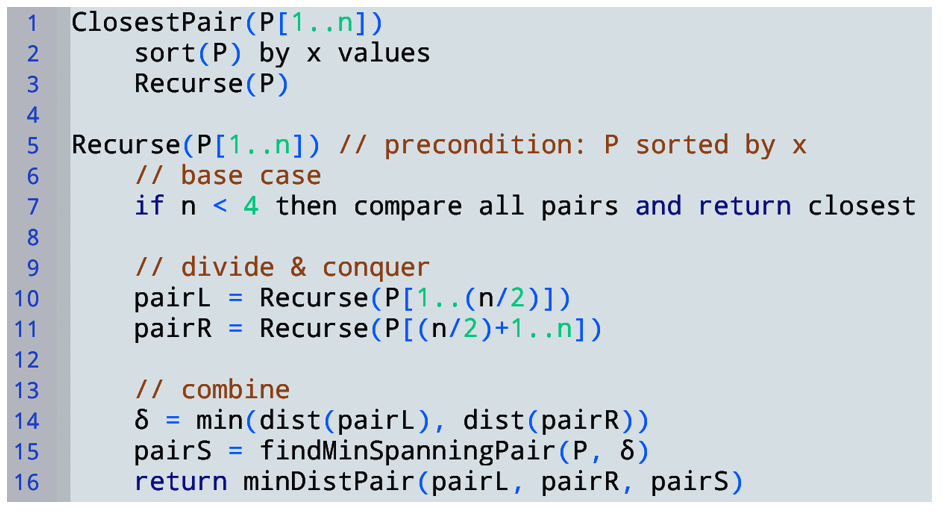 1 ClosestPair(P[1..n])
2     sort(P) by x values
3     Recurse(P)
4
5 Recurse(P[1..n]) // precondition: P sorted by x
6     // base case
7     if n < 4 then compare all pairs and return closest
8
9     // divide & conquer
10     pairL = Recurse(P[1..(n/2)])
11     pairR = Recurse(P[(n/2)+1..n])
12
13     // combine
14     δ = min(dist(pairL), dist(pairR))
15     pairS = findMinSpanningPair(P, δ)
16     return minDistPair(pairL, pairR, pairS)